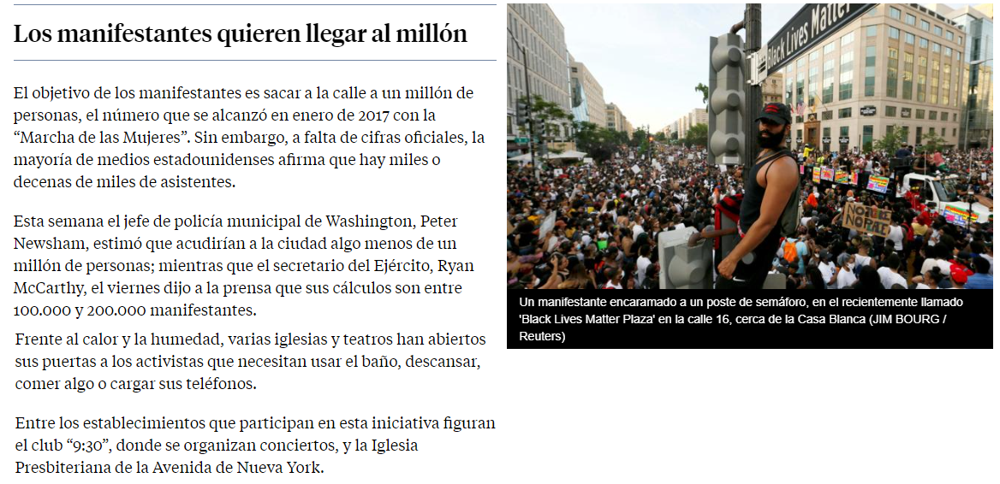 Los manifestantes quieren llegar al millón
El objetivo de los manifestantes es sacar a la calle a un millón de
personas, el número que se alcanzó en enero de 2017 con la
“Marcha de las Mujeres”. Sin embargo, a falta de cifras oficiales, la
mayoría de medios estadounidenses afirma que hay miles o
decenas de miles de asistentes.
Esta semana el jefe de policía municipal de Washington, Peter
Newsham, estimó que acudirían a la ciudad algo menos de un
millón de personas; mientras que el secretario del Ejército, Ryan
McCarthy, el viernes dijo a la prensa que sus cálculos son entre
100.000 y 200.000 manifestantes.
Frente al calor y la humedad, varias iglesias y teatros han abiertos
sus puertas a los activistas que necesitan usar el baño, descansar,
comer algo o cargar sus teléfonos.
Entre los establecimientos que participan en esta iniciativa figuran
el club “9:30”, donde se organizan conciertos, y la Iglesia
Presbiteriana de la Avenida de Nueva York.
Black Lives Matter
Un manifestante encaramado a un poste de semáforo, en el recientemente llamado
'Black Lives Matter Plaza' en la calle 16, cerca de la Casa Blanca (JIM BOURG /
Reuters)